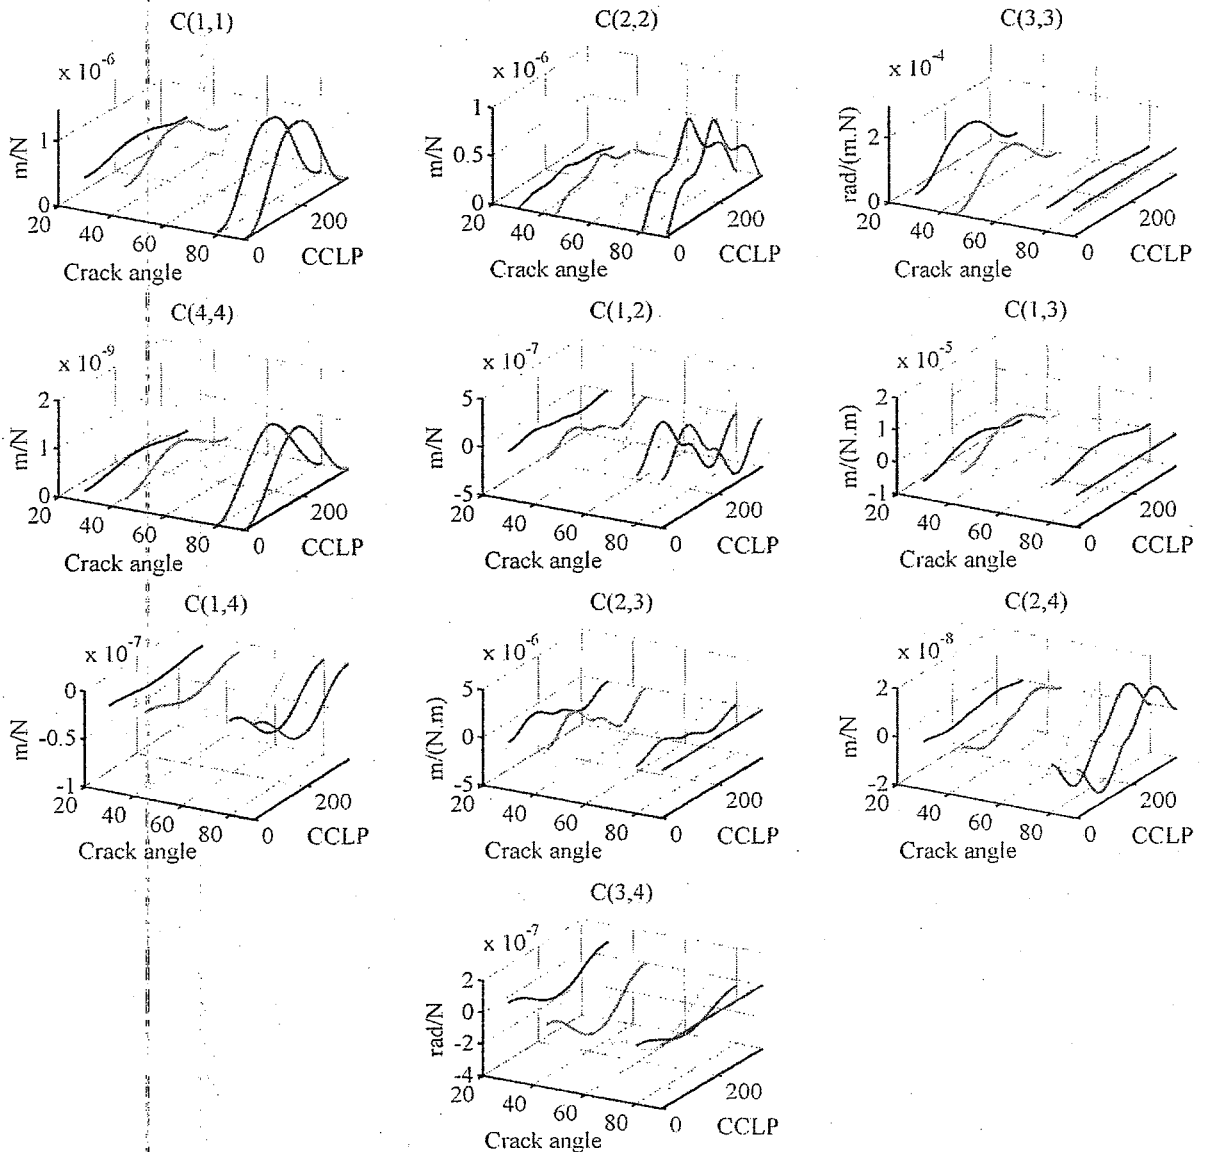 C(1,1)
x 10-6
m/N
1
0
20
40
60
80
0
200
Crack angle
CCLP
C(2,2)
x 10-6
m/N
1
0.5
0
20
40
60
80
0
200
Crack angle
CCLP
C(3,3)
x 10-4
rad/(m.N)
2
0
20
40
60
80
0
200
Crack angle
CCLP
C(4,4)
x 10-9
m/N
2
1
0
20
40
60
80
0
200
Crack angle
CCLP
C(1,2)
x 10-7
m/N
5
0
-5
20
40
60
80
0
200
Crack angle
CCLP
C(1,3)
x 10-5
m/(N.m)
2
1
0
-1
20
40
60
80
0
200
Crack angle
CCLP
C(1,4)
x 10-7
m/N
0
-0.5
-1
20
40
60
80
0
200
Crack angle
CCLP
C(2,3)
x 10-6
m/(N.m)
5
0
-5
20
40
60
80
0
200
Crack angle
CCLP
C(2,4)
x 10-8
m/N
2
0
-2
20
40
60
80
0
200
Crack angle
CCLP
C(3,4)
x 10-7
rad/N
2
0
-2
-4
20
40
60
80
0
200
Crack angle
CCLP